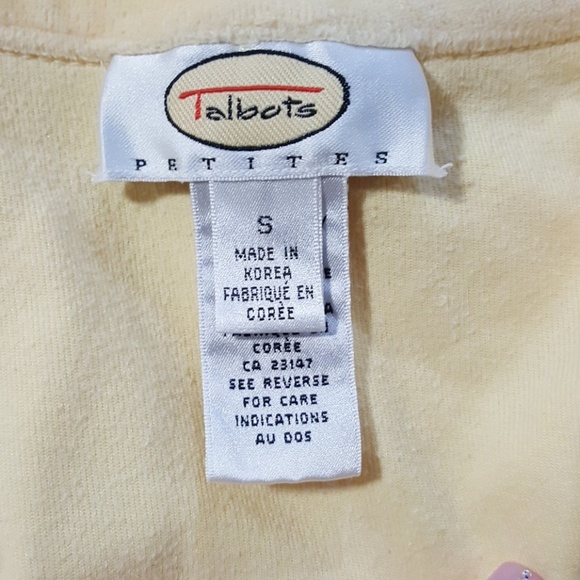 Talbots
PETITES
S
MADE IN
KOREA
FABRIQUÉ EN
CORÉE
CORÉE
CA 23147
SEE REVERSE
FOR CARE
INDICATIONS
AU DOS